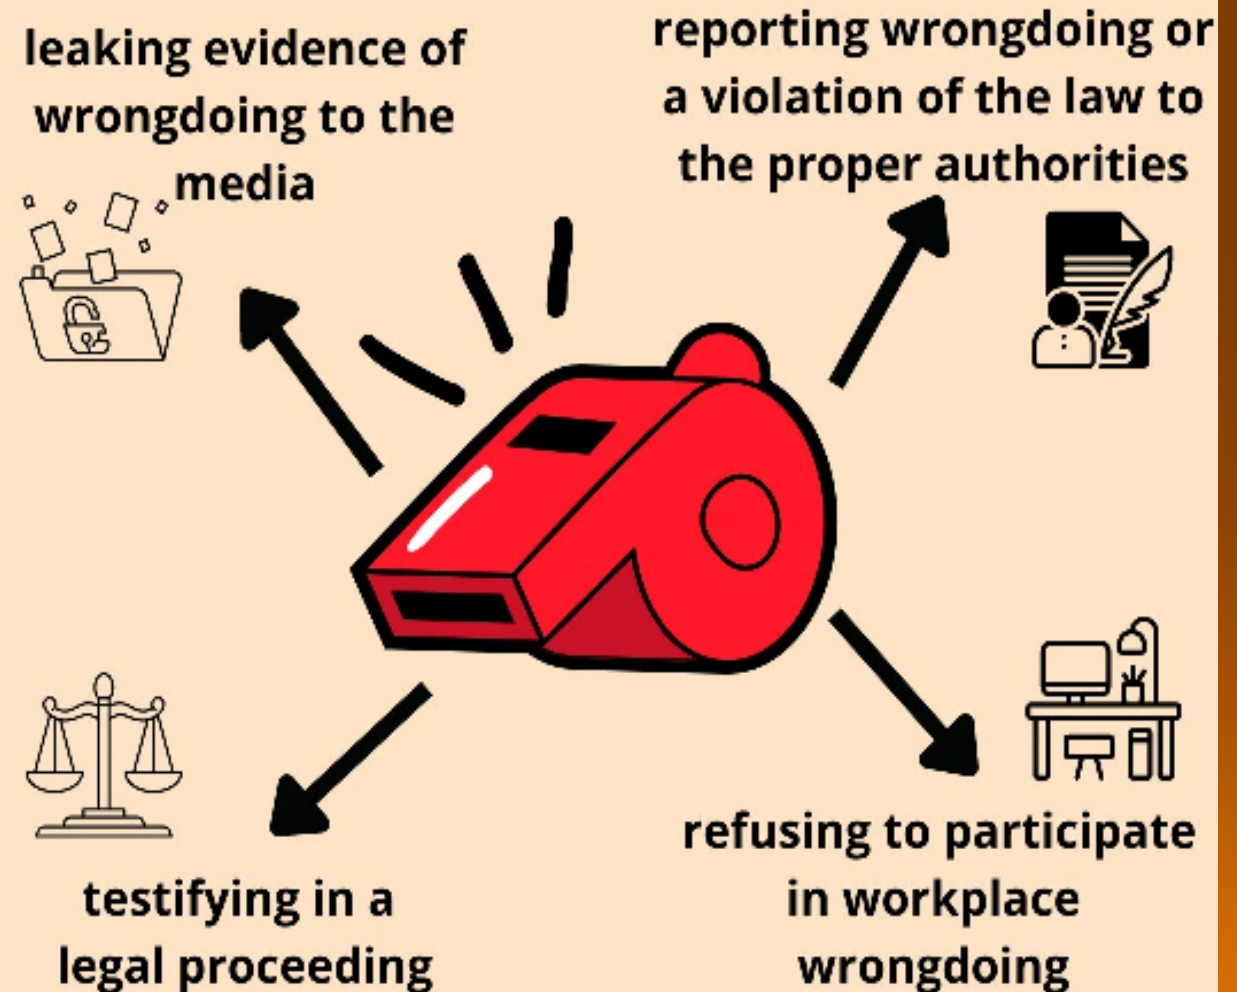 leaking evidence of
wrongdoing to the
media
reporting wrongdoing or
a violation of the law to
the proper authorities
testifying in a
legal proceeding
refusing to participate
in workplace
wrongdoing